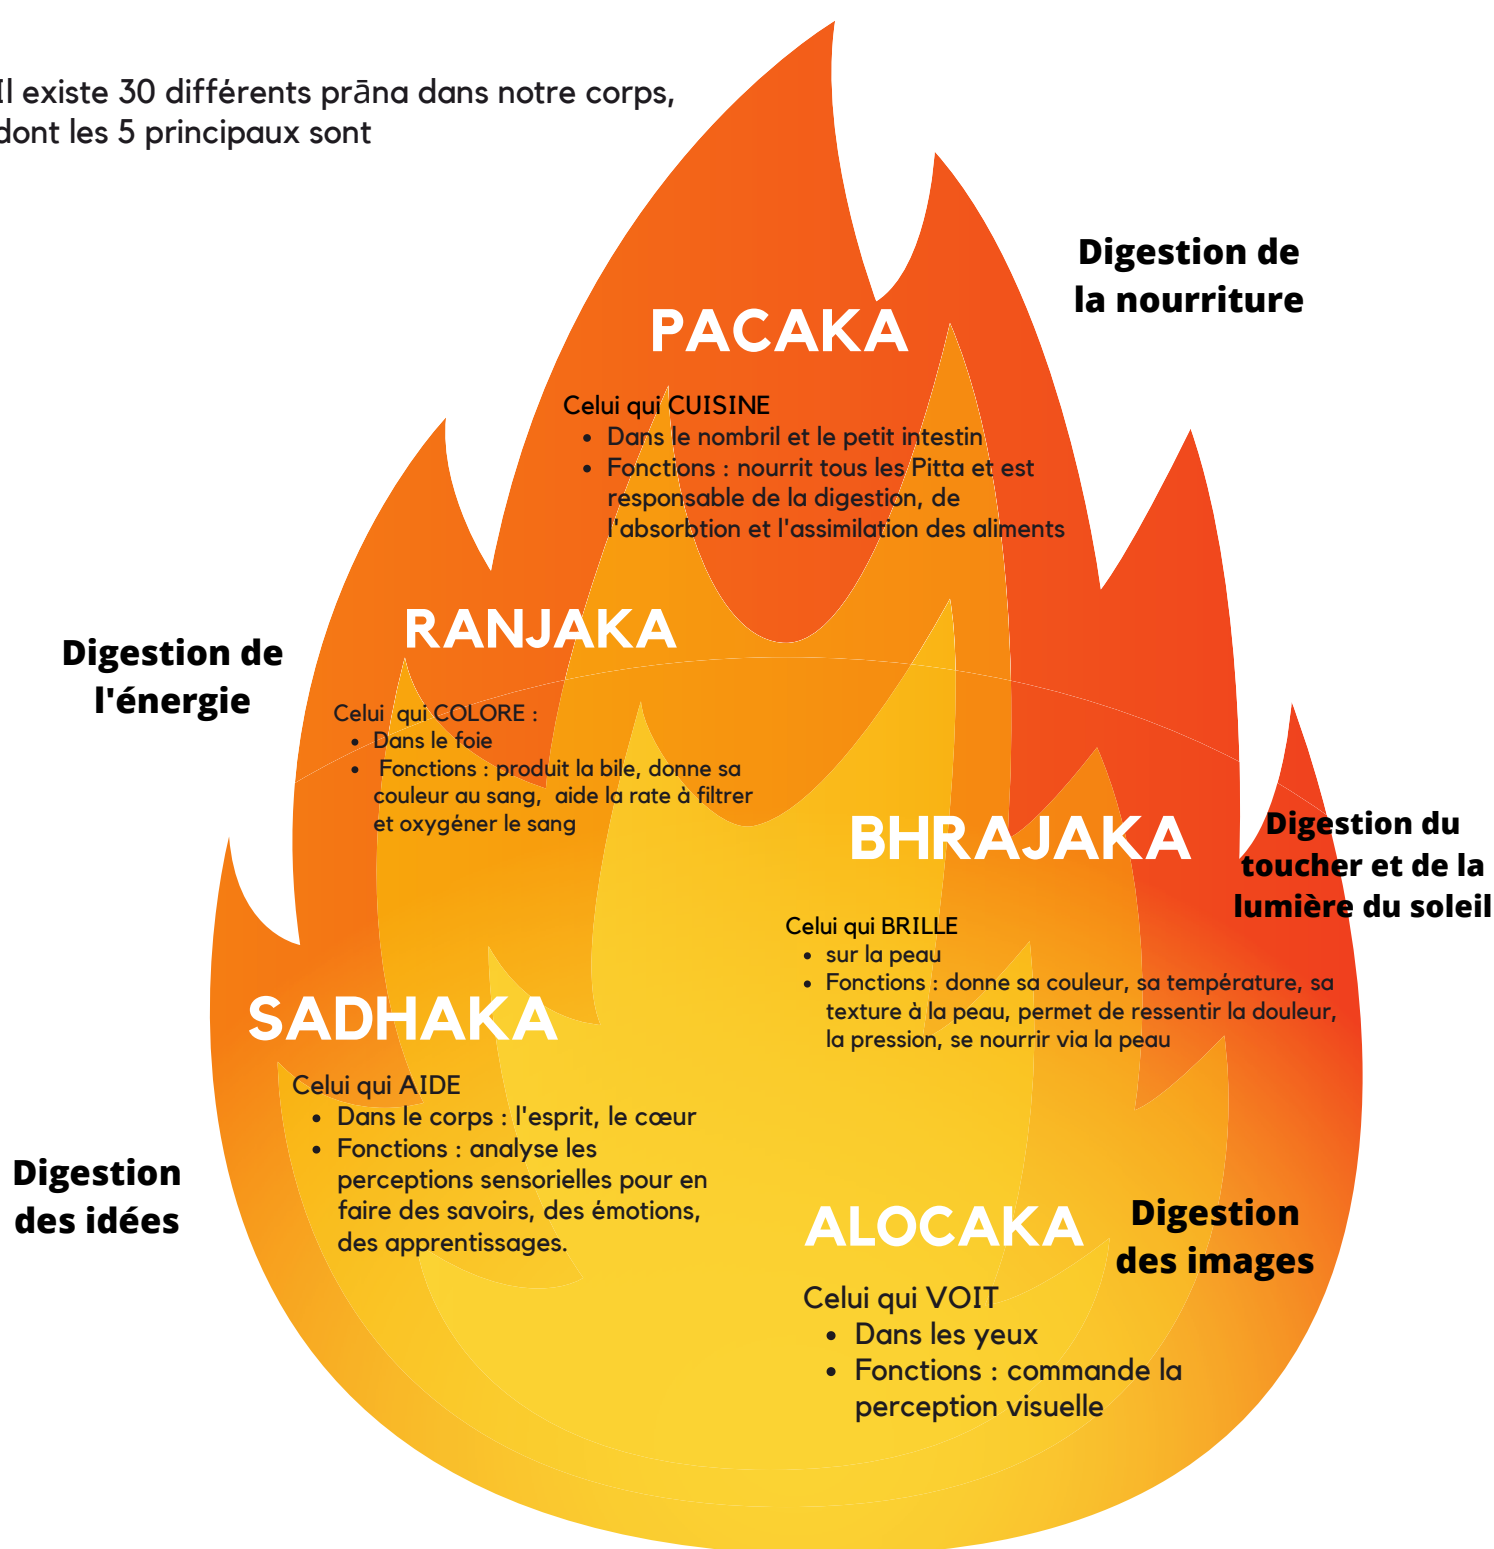 Il existe 30 différents prāna dans notre corps,
dont les 5 principaux sont
Digestion de
la nourriture
PACAKA
Celui qui CUISINE
• Dans le nombril et le petit intestin
• Fonctions : nourrit tous les Pitta et est
responsable de la digestion, de
l'absorbtion et l'assimilation des aliments
Digestion de
l'énergie
RANJAKA
Celui qui COLORE :
• Dans le foie
• Fonctions : produit la bile, donne sa
couleur au sang, aide la rate à filtrer
et oxygéner le sang
BHRAJAKA
Digestion du
toucher et de la
lumière du soleil
Celui qui BRILLE
• sur la peau
• Fonctions : donne sa couleur, sa température, sa
texture à la peau, permet de ressentir la douleur,
la pression, se nourrir via la peau
SADHAKA
Celui qui AIDE
• Dans le corps : l'esprit, le cœur
• Fonctions : analyse les
perceptions sensorielles pour en
faire des savoirs, des émotions,
des apprentissages.
Digestion
des idées
ALOCAKA
Digestion
des images
Celui qui VOIT
• Dans les yeux
• Fonctions : commande la
perception visuelle